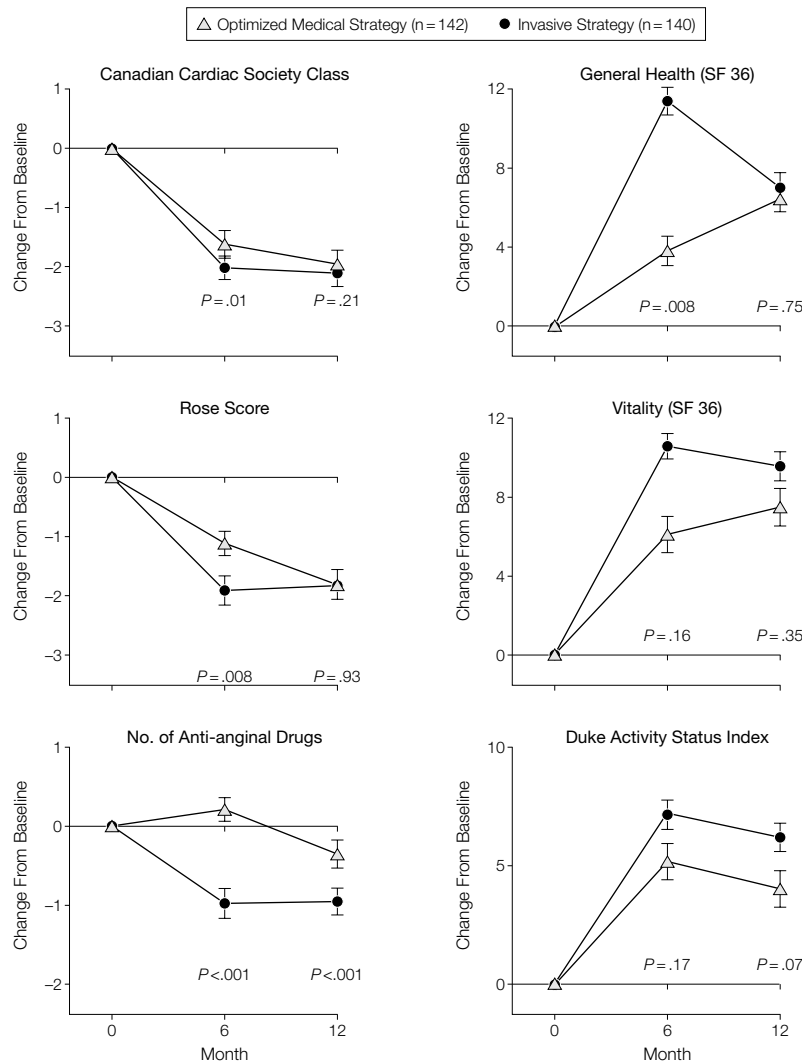 Optimized Medical Strategy (n = 142) Invasive Strategy (n = 140)
Canadian Cardiac Society Class
Change From Baseline
1
0
−1
−2
−3
P = .01 P = .21
General Health (SF 36)
Change From Baseline
12
8
4
0
P = .008 P = .75
Rose Score
Change From Baseline
1
0
−1
−2
−3
P = .008 P = .93
Vitality (SF 36)
Change From Baseline
12
8
4
0
P = .16 P = .35
No. of Anti-anginal Drugs
Change From Baseline
1
0
−1
−2
P<.001 P<.001
0 6 12
Month
Duke Activity Status Index
Change From Baseline
10
5
0
P = .17 P = .07
0 6 12
Month